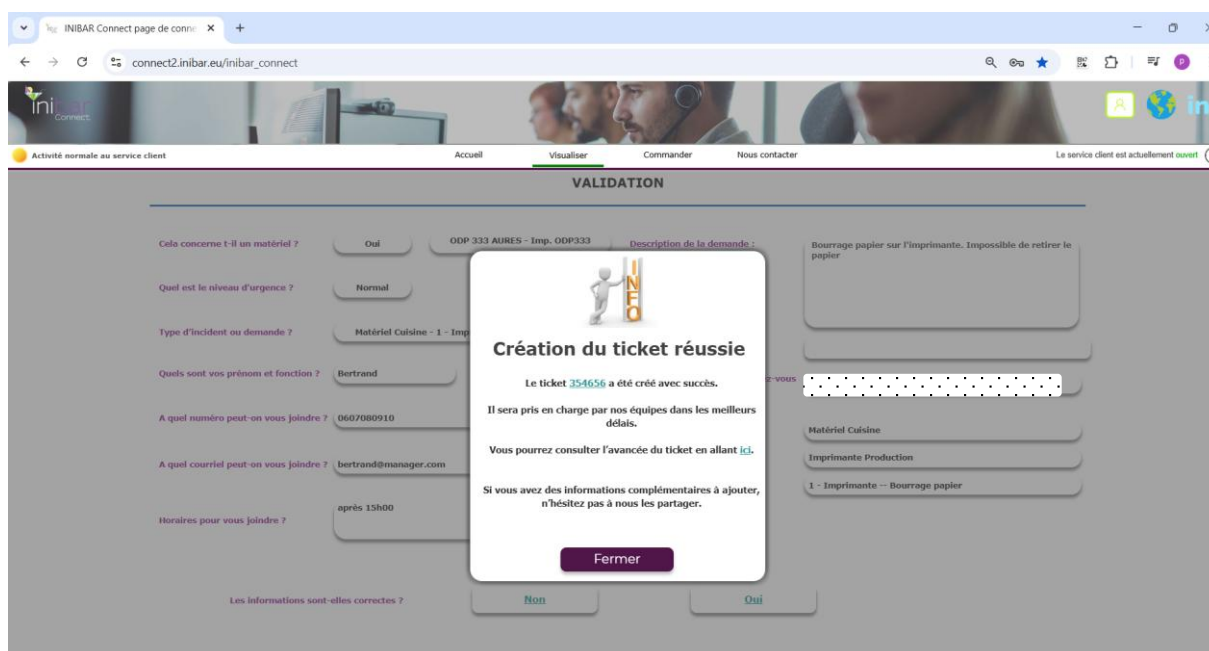 INIBAR Connect page de conne
connect2.inibar.eu/inibar_connect
P
inibar
Connect.
in
Activité normale au service client
Accueil
Visualiser
Commander
Nous contacter
Le service client est actuellement ouvert
VALIDATION
Cela concerne t-il un matériel ?
Oui
ODP 333 AURES - Imp. ODP333
Description de la demande :
Bourrage papier sur l'imprimante. Impossible de retirer le
papier
Quel est le niveau d'urgence ?
Normal
Type d'incident ou demande ?
Matériel Cuisine - 1 - Imp
Quels sont vos prénom et fonction ?
Bertrand
z-vous
A quel numéro peut-on vous joindre ?
0607080910
Matériel Cuisine
A quel courriel peut-on vous joindre ?
bertrand@manager.com
Imprimante Production
1 - Imprimante -- Bourrage papier
Horaires pour vous joindre ?
après 15h00
INFO
Création du ticket réussie
Le ticket 354656 a été créé avec succès.
Il sera pris en charge par nos équipes dans les meilleurs
délais.
Vous pourrez consulter l'avancée du ticket en allant ici.
Si vous avez des informations complémentaires à ajouter,
n'hésitez pas à nous les partager.
Fermer
Les informations sont-elles correctes ?
Non
Oui